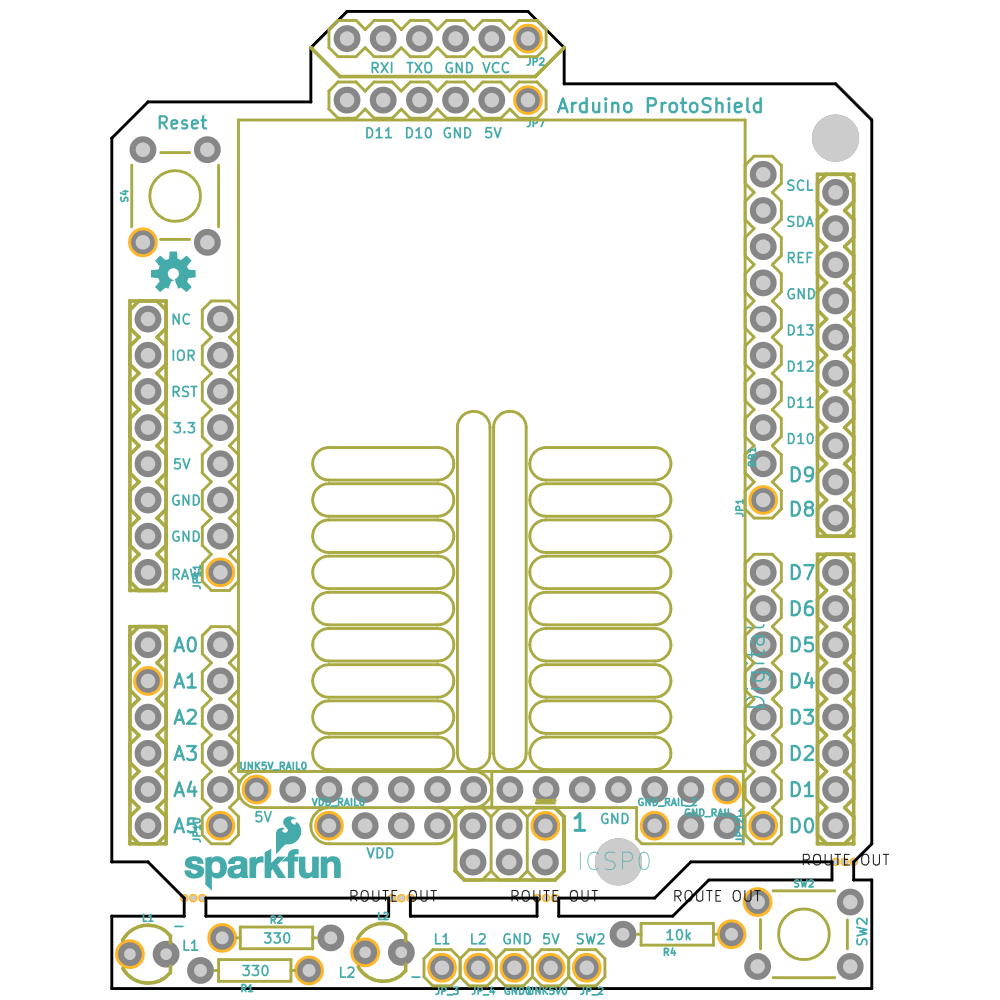 RXI TXO GND VCC
JP2
Arduino ProtoShield
JP7
D11 D10 GND 5V
Reset
S4
SCL
SDA
REF
GND
D13
D12
D11
D10
D9
D8
JP1
NC
IOR
RST
3.3
5V
GND
GND
RAW
A0
A1
A2
A3
A4
A5
D7
D6
D5
D4
D3
D2
D1
D0
Digital
UNK5V_RAIL0
VDD_RAIL0
5V
VDD
GND
1
ICSP0
sparkfun
ROUTE OUT
ROUTE OUT
ROUTE OUT
ROUTE OUT
L1
R2
330
L1
330
R1
L2
L1 L2 GND 5V SW2
JP_3 JP_4 JP_2
10k
R4
SW2
SW2